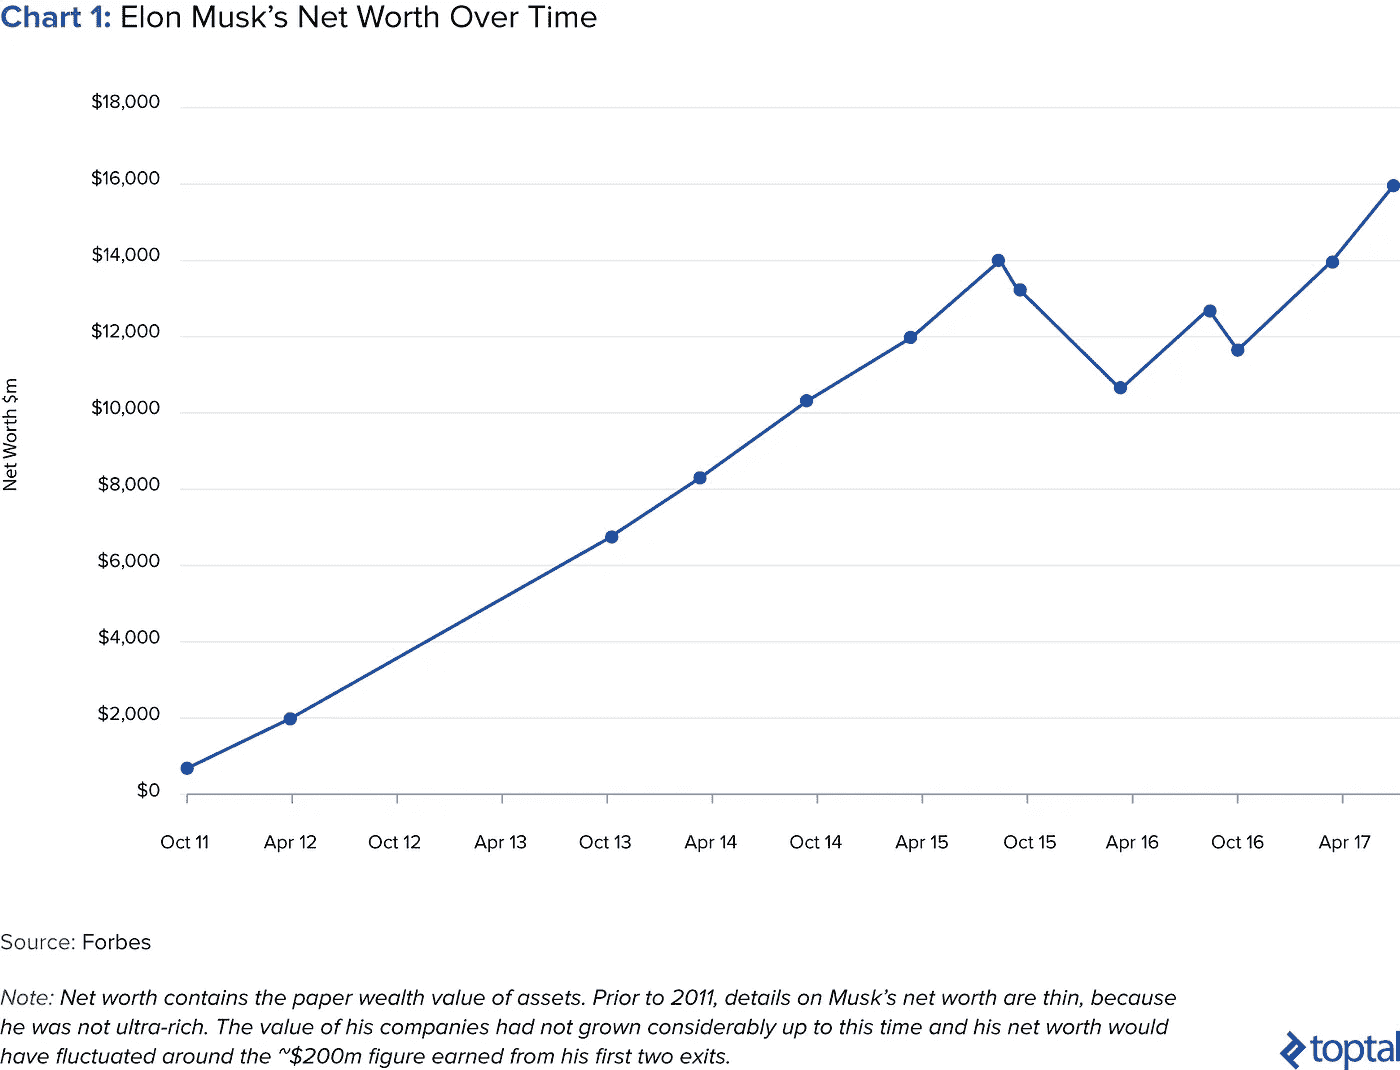 Chart 1: Elon Musk’s Net Worth Over Time
$18,000
$16,000
$14,000
$12,000
$10,000
$8,000
$6,000
$4,000
$2,000
$0
Net Worth $m
Oct 11 Apr 12 Oct 12 Apr 13 Oct 13 Apr 14 Oct 14 Apr 15 Oct 15 Apr 16 Oct 16 Apr 17
Source: Forbes
Note: Net worth contains the paper wealth value of assets. Prior to 2011, details on Musk’s net worth are thin, because
he was not ultra-rich. The value of his companies had not grown considerably up to this time and his net worth would
have fluctuated around the ~$200m figure earned from his first two exits.
toptal